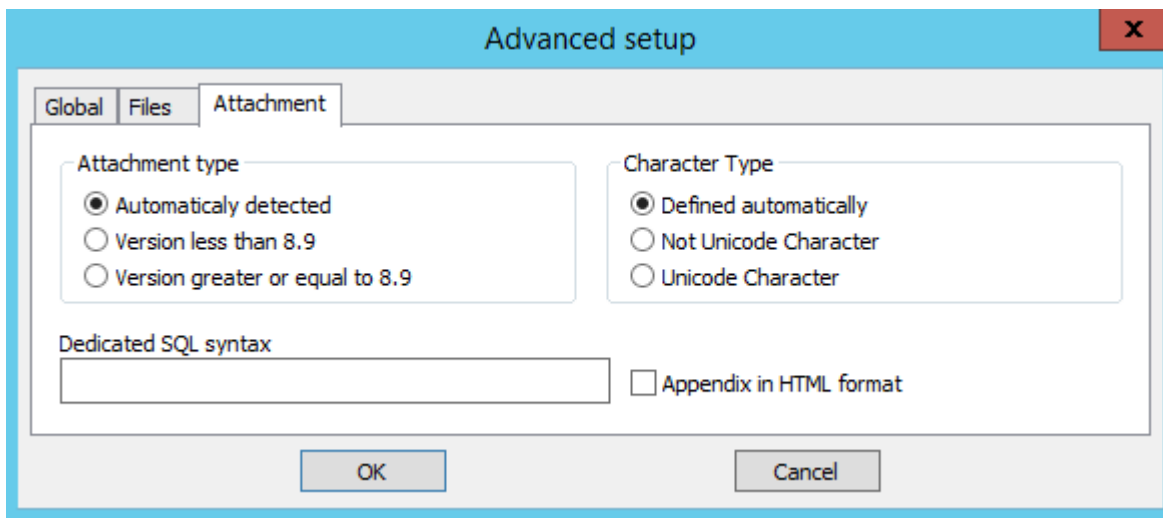 Advanced setup
x
Global Files Attachment
Attachment type
Automaticaly detected
Version less than 8.9
Version greater or equal to 8.9
Character Type
Defined automatically
Not Unicode Character
Unicode Character
Dedicated SQL syntax
Appendix in HTML format
OK Cancel